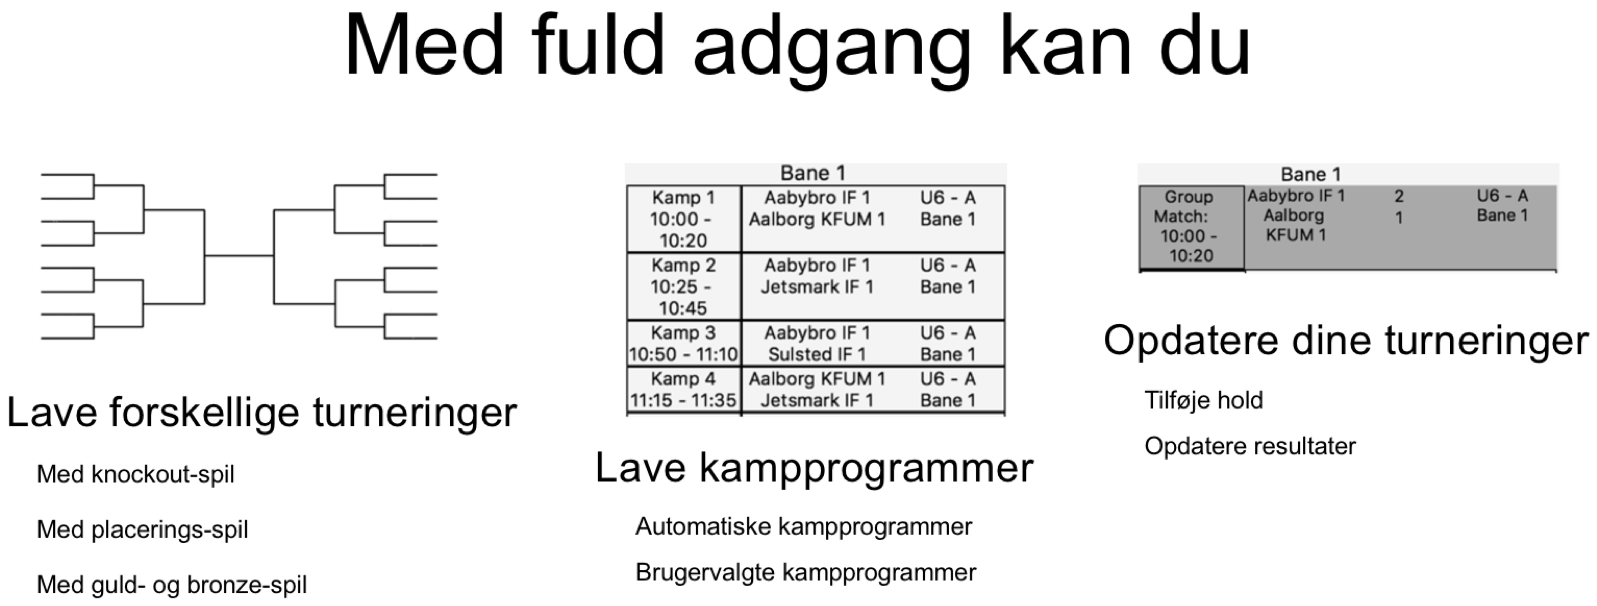 Med fuld adgang kan du
Lave forskellige turneringer
Med knockout-spil
Med placerings-spil
Med guld- og bronze-spil
Bane 1
Kamp 1 Aabybro IF 1 U6 - A
10:00 - Aalborg KFUM 1 Bane 1
10:20
Kamp 2 Aabybro IF 1 U6 - A
10:25 - Jetsmark IF 1 Bane 1
10:45
Kamp 3 Aabybro IF 1 U6 - A
10:50 - 11:10 Sulsted IF 1 Bane 1
Kamp 4 Aalborg KFUM 1 U6 - A
11:15 - 11:35 Jetsmark IF 1 Bane 1
Lave kampprogrammer
Automatiske kampprogrammer
Brugervalgte kampprogrammer
Bane 1
Group Aabybro IF 1 2 U6 - A
Match: Aalborg 1 Bane 1
10:00 - KFUM 1
10:20
Opdatere dine turneringer
Tilføje hold
Opdatere resultater